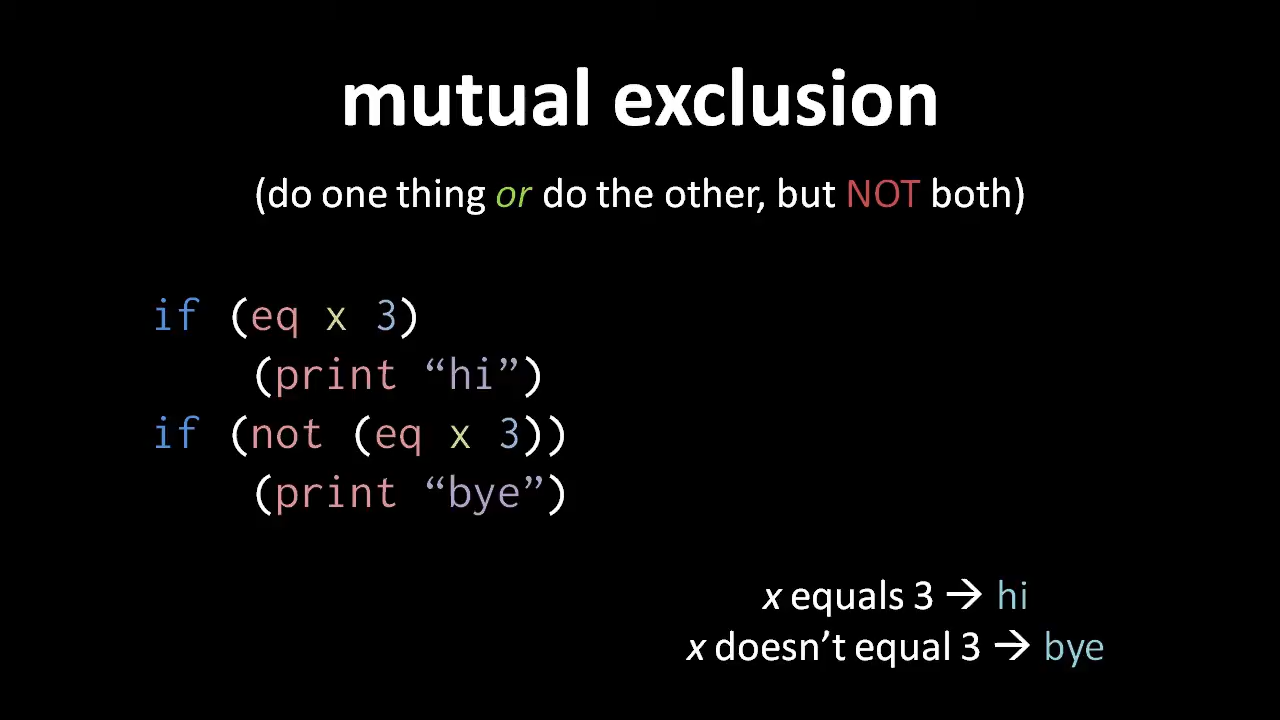 mutual exclusion
(do one thing or do the other, but NOT both)
if (eq x 3)
(print “hi”)
if (not (eq x 3))
(print “bye”)
x equals 3 → hi
x doesn’t equal 3 → bye